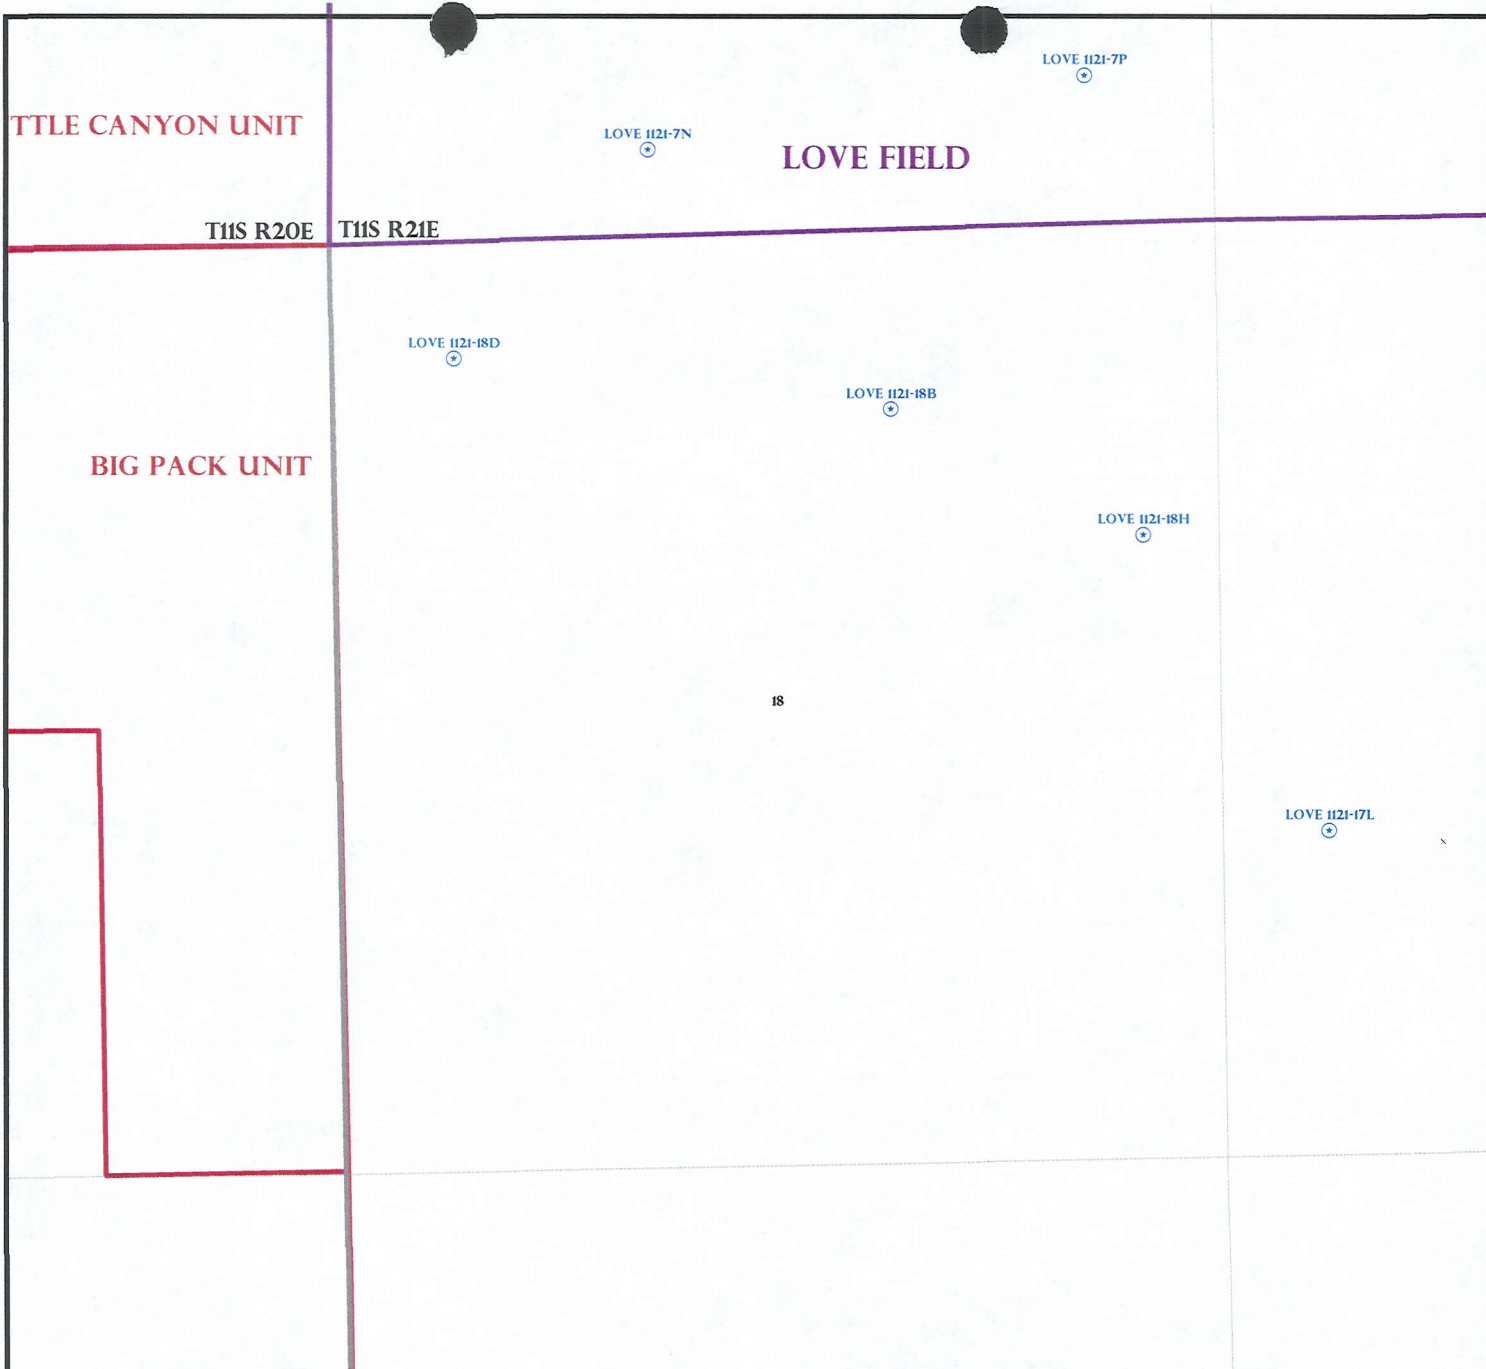 LOVE 1121-7P
TTLE CANYON UNIT
LOVE 1121-7N
LOVE FIELD
T11S R20E
T11S R21E
LOVE 1121-18D
LOVE 1121-18B
BIG PACK UNIT
LOVE 1121-18H
18
LOVE 1121-17L